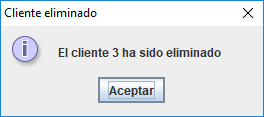 Cliente eliminado
El cliente 3 ha sido eliminado
Aceptar